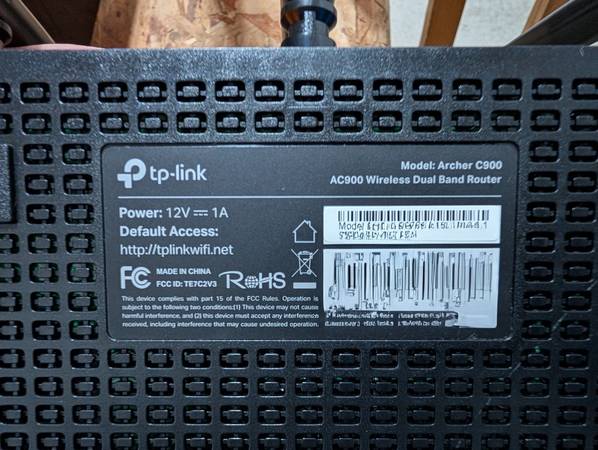 tp-link
Model: Archer C900
AC900 Wireless Dual Band Router
Power: 12V ⎓ 1A
Default Access:
http://tplinkwifi.net
Model
FC
MADE IN CHINA
FCC ID: TE7C2V3
RoHS
This device complies with part 15 of the FCC Rules. Operation is
subject to the following two conditions:(1) This device may not cause
harmful interference, and (2) this device must accept any interference
received, including interference that may cause undesired operation.